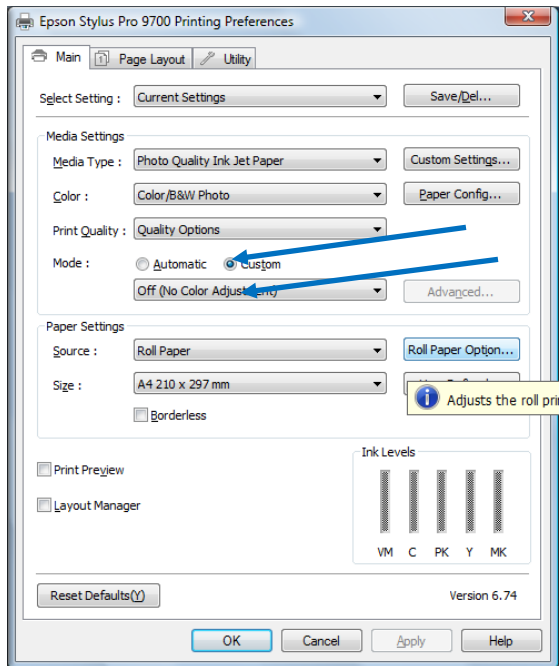 Epson Stylus Pro 9700 Printing Preferences
Main Page Layout Utility
Select Setting : Current Settings Save/Del...
Media Settings
Media Type : Photo Quality Ink Jet Paper Custom Settings...
Color : Color/B&W Photo Paper Config...
Print Quality : Quality Options
Mode : Automatic Custom
Off (No Color Adjustment) Advanced...
Paper Settings
Source : Roll Paper Roll Paper Option...
Size : A4 210 x 297 mm
Adjusts the roll pri
Borderless
Ink Levels
Print Preview
Layout Manager
VM C PK Y MK
Reset Defaults(Y) Version 6.74
OK Cancel Apply Help